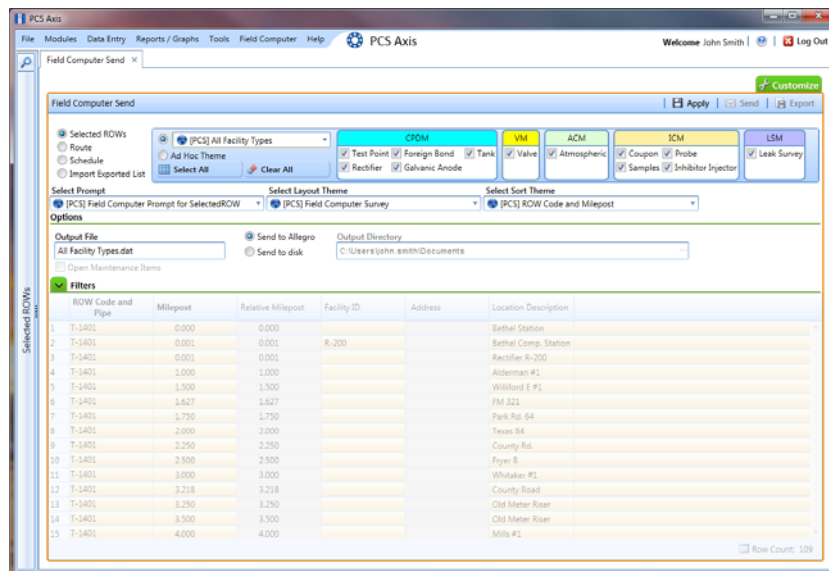 PCS Axis
File Modules Data Entry Reports / Graphs Tools Field Computer Help PCS Axis Welcome John Smith | | Log Out
Field Computer Send ×
Customize
Field Computer Send | Apply | Send | Export
Selected ROWs [PCS] All Facility Types CPDM VM ACM ICM LSM
Route Ad Hoc Theme Test Point Foreign Bond Tank Valve Atmospheric Coupon Probe Leak Survey
Schedule Select All Clear All Rectifier Galvanic Anode Samples Inhibitor Injector
Import Exported List
Select Prompt Select Layout Theme Select Sort Theme
[PCS] Field Computer Prompt for SelectedROW [PCS] Field Computer Survey [PCS] ROW Code and Milepost
Options
Output File Send to Allegro Output Directory
All Facility Types.dat Send to disk C:\Users\john.smith\Documents ...
Open Maintenance Items
Filters
Selected ROWs
ROW Code and Pipe Milepost Relative Milepost Facility ID Address Location Description
1 T-1401 0.000 0.000 Bethel Station
2 T-1401 0.001 0.001 R-200 Bethel Comp. Station
3 T-1401 0.001 0.001 Rectifier R-200
4 T-1401 1.000 1.000 Alderman #1
5 T-1401 1.500 1.500 Williford E #1
6 T-1401 1.627 1.627 FM 321
7 T-1401 1.750 1.750 Park Rd. 64
8 T-1401 2.000 2.000 Texas 84
9 T-1401 2.250 2.250 County Rd.
10 T-1401 2.500 2.500 Fryer B
11 T-1401 3.000 3.000 Whitaker #1
12 T-1401 3.218 3.218 County Road
13 T-1401 3.250 3.250 Old Meter Riser
14 T-1401 3.500 3.500 Old Meter Riser
15 T-1401 4.000 4.000 Mills #1
Row Count: 109